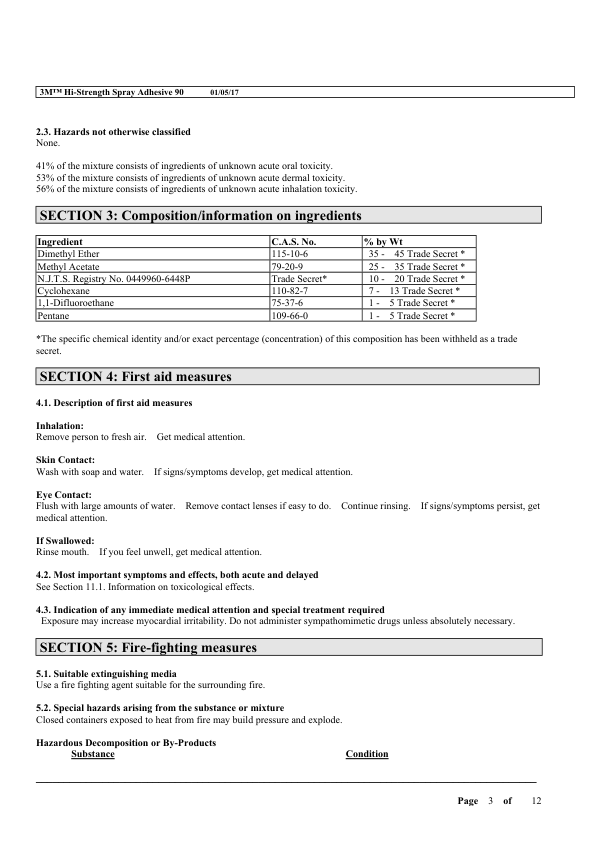 3M™ Hi-Strength Spray Adhesive 90 01/05/17
2.3. Hazards not otherwise classified
None.
41% of the mixture consists of ingredients of unknown acute oral toxicity.
53% of the mixture consists of ingredients of unknown acute dermal toxicity.
56% of the mixture consists of ingredients of unknown acute inhalation toxicity.
SECTION 3: Composition/information on ingredients
Ingredient C.A.S. No. % by Wt
Dimethyl Ether 115-10-6 35 - 45 Trade Secret *
Methyl Acetate 79-20-9 25 - 35 Trade Secret *
N.J.T.S. Registry No. 0449960-6448P Trade Secret* 10 - 20 Trade Secret *
Cyclohexane 110-82-7 7 - 13 Trade Secret *
1,1-Difluoroethane 75-37-6 1 - 5 Trade Secret *
Pentane 109-66-0 1 - 5 Trade Secret *
*The specific chemical identity and/or exact percentage (concentration) of this composition has been withheld as a trade
secret.
SECTION 4: First aid measures
4.1. Description of first aid measures
Inhalation:
Remove person to fresh air. Get medical attention.
Skin Contact:
Wash with soap and water. If signs/symptoms develop, get medical attention.
Eye Contact:
Flush with large amounts of water. Remove contact lenses if easy to do. Continue rinsing. If signs/symptoms persist, get
medical attention.
If Swallowed:
Rinse mouth. If you feel unwell, get medical attention.
4.2. Most important symptoms and effects, both acute and delayed
See Section 11.1. Information on toxicological effects.
4.3. Indication of any immediate medical attention and special treatment required
Exposure may increase myocardial irritability. Do not administer sympathomimetic drugs unless absolutely necessary.
SECTION 5: Fire-fighting measures
5.1. Suitable extinguishing media
Use a fire fighting agent suitable for the surrounding fire.
5.2. Special hazards arising from the substance or mixture
Closed containers exposed to heat from fire may build pressure and explode.
Hazardous Decomposition or By-Products
Substance Condition
Page 3 of 12